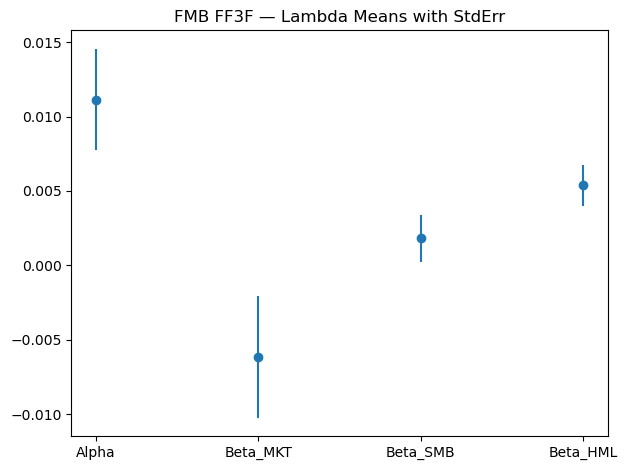 FMB FF3F — Lambda Means with StdErr
0.015
0.010
0.005
0.000
−0.005
−0.010
Alpha
Beta_MKT
Beta_SMB
Beta_HML